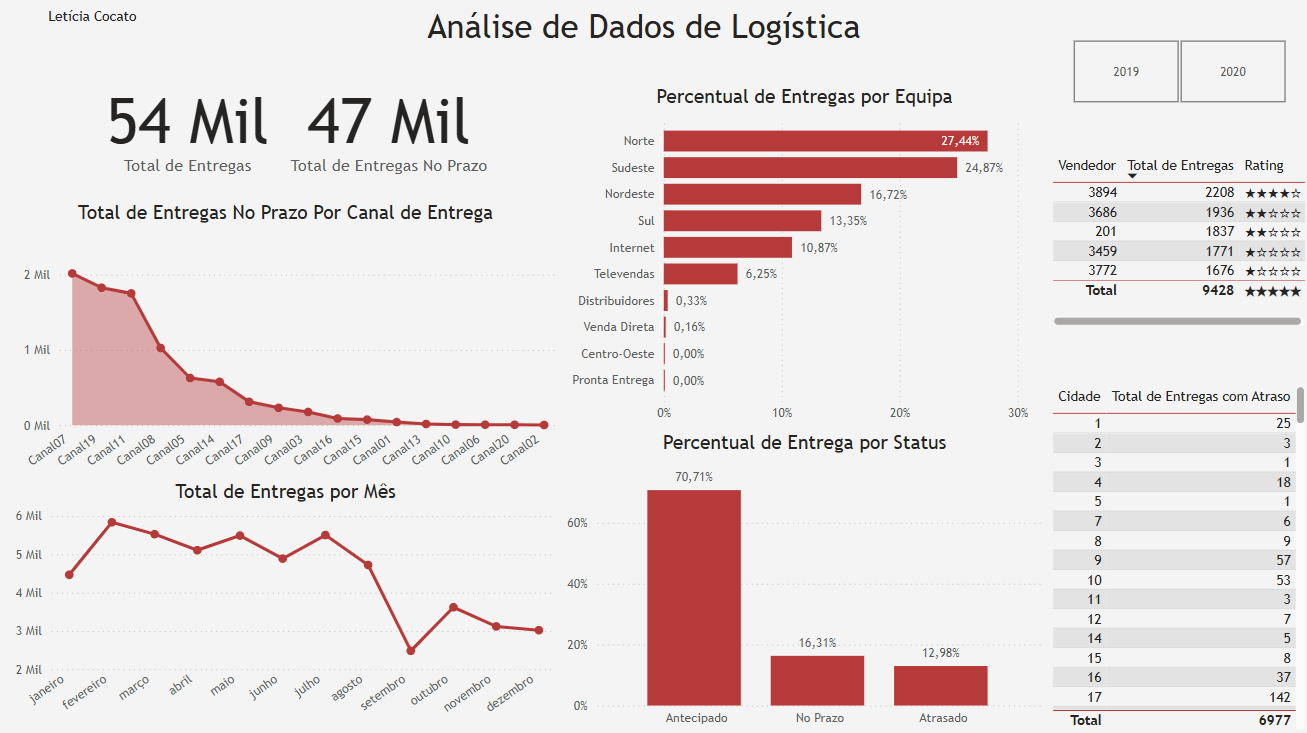 Letícia Cocato
Análise de Dados de Logística
2019 2020
54 Mil 47 Mil
Total de Entregas Total de Entregas No Prazo
Total de Entregas No Prazo Por Canal de Entrega
2 Mil
1 Mil
0 Mil
Canal07 Canal19 Canal11 Canal08 Canal05 Canal14 Canal17 Canal09 Canal03 Canal16 Canal15 Canal01 Canal13 Canal10 Canal06 Canal20 Canal02
Total de Entregas por Mês
6 Mil
5 Mil
4 Mil
3 Mil
2 Mil
janeiro fevereiro março abril maio junho julho agosto setembro outubro novembro dezembro
Percentual de Entregas por Equipa
Norte 27,44%
Sudeste 24,87%
Nordeste 16,72%
Sul 13,35%
Internet 10,87%
Televendas 6,25%
Distribuidores 0,33%
Venda Direta 0,16%
Centro-Oeste 0,00%
Pronta Entrega 0,00%
0% 10% 20% 30%
Percentual de Entrega por Status
70,71%
16,31%
12,98%
60%
40%
20%
0%
Antecipado No Prazo Atrasado
Vendedor Total de Entregas Rating
3894 2208 ★★★★☆
3686 1936 ★★☆☆☆
201 1837 ★★☆☆☆
3459 1771 ★☆☆☆☆
3772 1676 ★☆☆☆☆
Total 9428 ★★★★★
Cidade Total de Entregas com Atraso
1 25
2 3
3 1
4 18
5 1
7 6
8 9
9 57
10 53
11 3
12 7
14 5
15 8
16 37
17 142
Total 6977